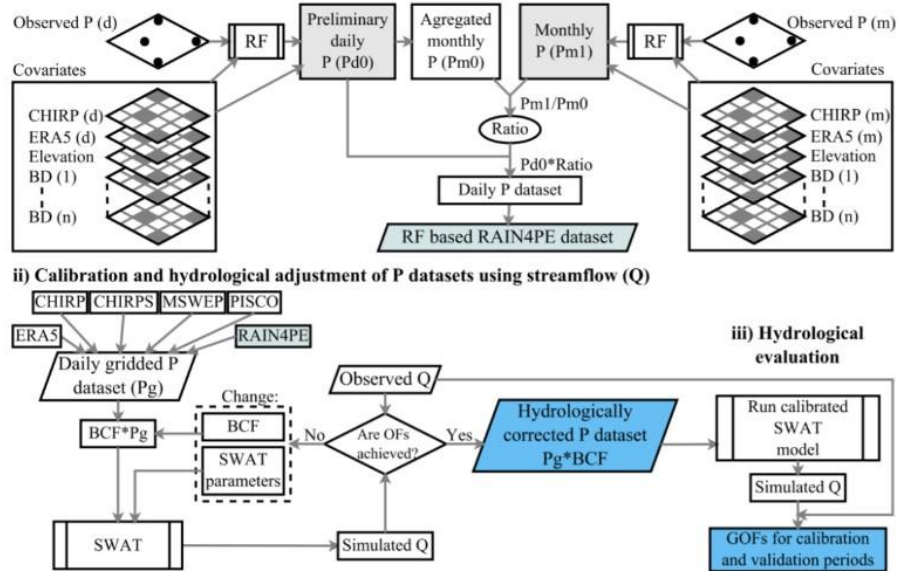 Observed P (d)
RF
Preliminary
daily
P (Pd0)
Agregated
monthly
P (Pm0)
Monthly
P (Pm1)
RF
Observed P (m)
Covariates
CHIRP (d)
ERA5 (d)
Elevation
BD (1)
BD (n)
Pm1/Pm0
Ratio
Pd0*Ratio
Daily P dataset
RF based RAIN4PE dataset
Covariates
CHIRP (m)
ERA5 (m)
Elevation
BD (1)
BD (n)
ii) Calibration and hydrological adjustment of P datasets using streamflow (Q)
CHIRP
CHIRPS
MSWEP
PISCO
ERA5
RAIN4PE
Daily gridded P
dataset (Pg)
BCF*Pg
SWAT
Change:
BCF
SWAT
parameters
No
Observed Q
Are OFs
achieved?
Yes
Simulated Q
Hydrologically
corrected P dataset
Pg*BCF
iii) Hydrological
evaluation
Run calibrated
SWAT
model
Simulated Q
GOFs for calibration
and validation periods